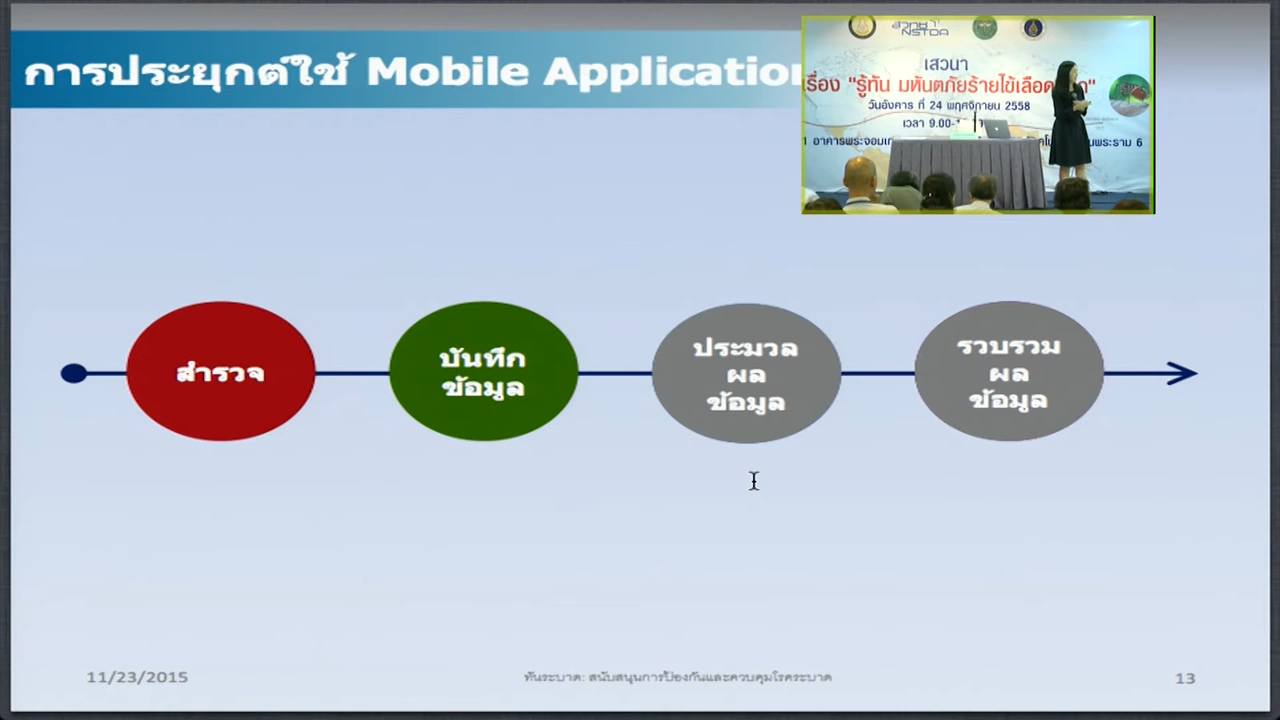 การประยุกต์ใช้ Mobile Application
NSTDA
เสวนา
เรื่อง "รู้ทัน มหันตภัยร้ายไข้เลือด
วันอังคาร ที่ 24 พฤศจิกายน 2558
เวลา 9.00-
อาคารพระจอมเก
พระราม 6
สำรวจ
บันทึก
ข้อมูล
ประมวล
ผล
ข้อมูล
รวบรวม
ผล
ข้อมูล
11/23/2015
ทันระบาด: สนับสนุนการป้องกันและควบคุมโรคระบาด
13